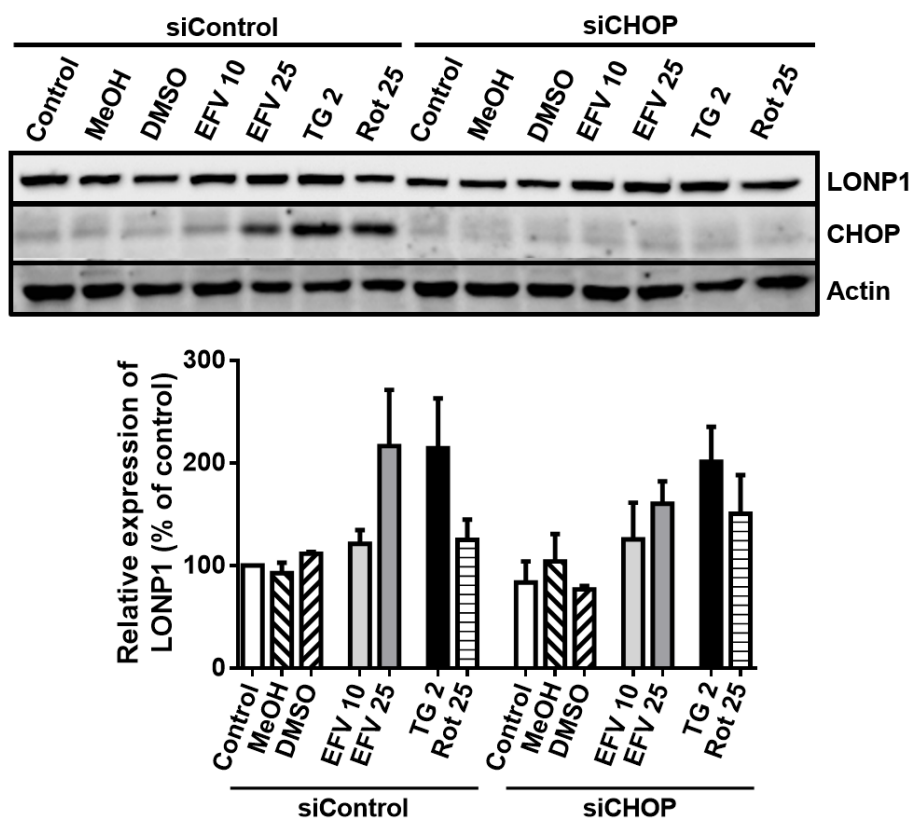 siControl siCHOP
Control MeOH DMSO EFV 10 EFV 25 TG 2 Rot 25 Control MeOH DMSO EFV 10 EFV 25 TG 2 Rot 25
LONP1
CHOP
Actin
Relative expression of
LONP1 (% of control)
300
200
100
0
Control MeOH DMSO EFV 10 EFV 25 TG 2 Rot 25 Control MeOH DMSO EFV 10 EFV 25 TG 2 Rot 25
siControl siCHOP